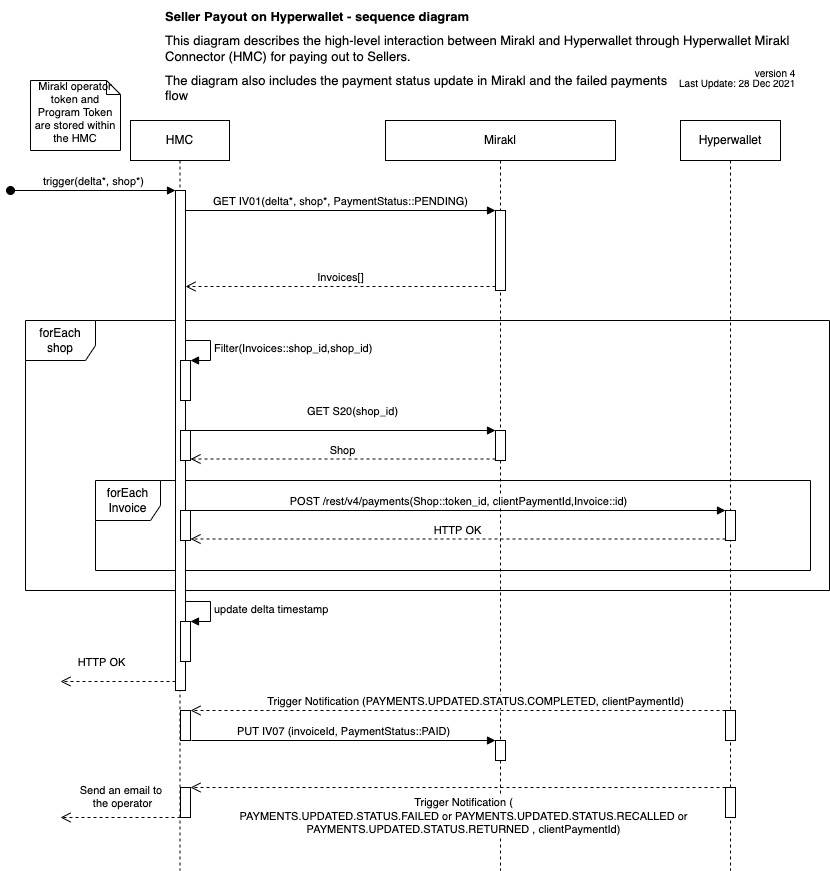 Seller Payout on Hyperwallet - sequence diagram
This diagram describes the high-level interaction between Mirakl and Hyperwallet through Hyperwallet Mirakl
Connector (HMC) for paying out to Sellers.
The diagram also includes the payment status update in Mirakl and the failed payments
flow
version 4
Last Update: 28 Dec 2021
Mirakl operator
token and
Program Token
are stored within
the HMC
HMC
Mirakl
Hyperwallet
trigger(delta*, shop*)
GET IV01(delta*, shop*, PaymentStatus::PENDING)
Invoices[]
forEach
shop
Filter(Invoices::shop_id,shop_id)
GET S20(shop_id)
Shop
forEach
Invoice
POST /rest/v4/payments(Shop::token_id, clientPaymentId,Invoice::id)
HTTP OK
update delta timestamp
HTTP OK
Trigger Notification (PAYMENTS.UPDATED.STATUS.COMPLETED, clientPaymentId)
PUT IV07 (invoiceId, PaymentStatus::PAID)
Send an email to
the operator
Trigger Notification (
PAYMENTS.UPDATED.STATUS.FAILED or PAYMENTS.UPDATED.STATUS.RECALLED or
PAYMENTS.UPDATED.STATUS.RETURNED , clientPaymentId)